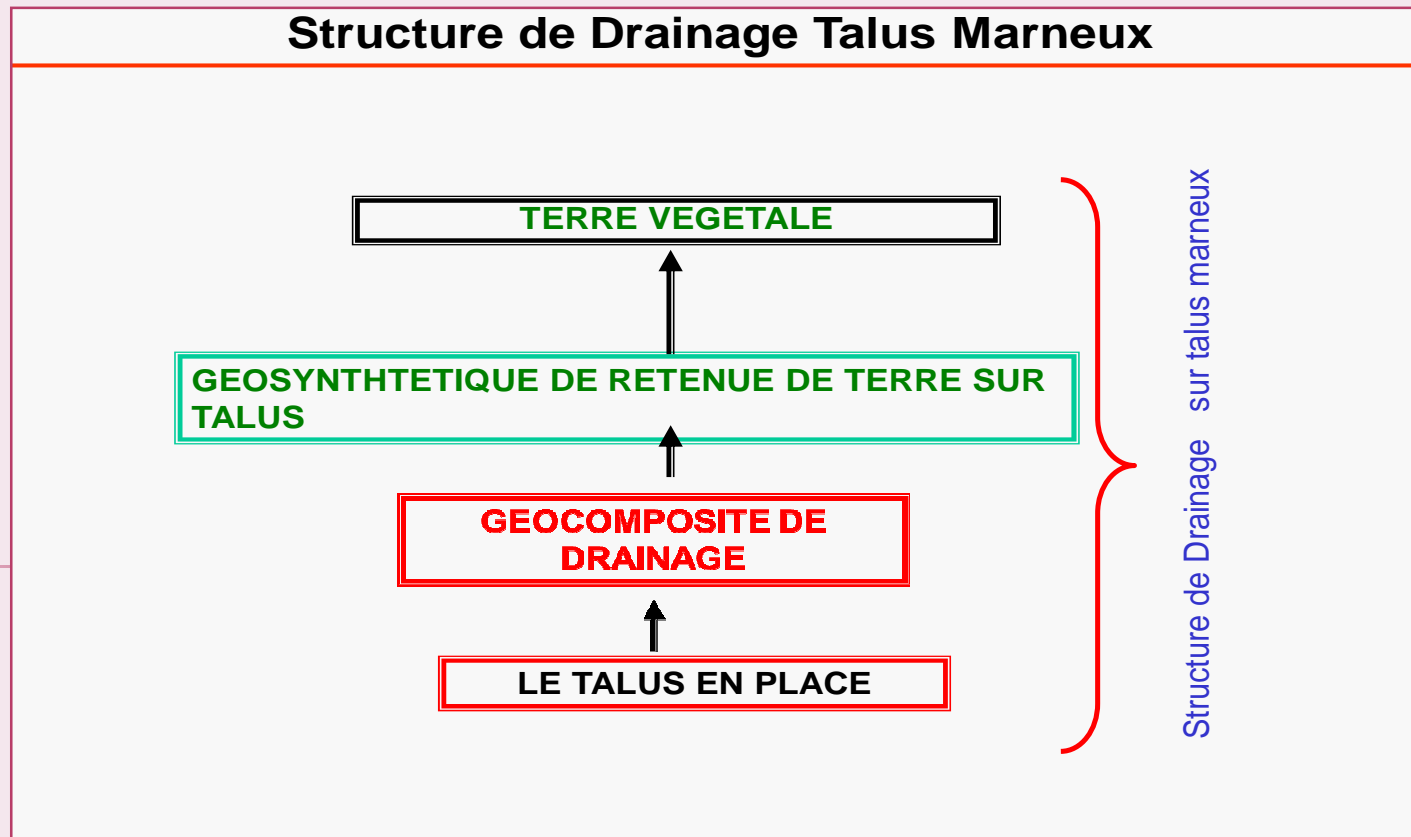 Structure de Drainage Talus Marneux
TERRE VEGETALE
GEOSYNTHTETIQUE DE RETENUE DE TERRE SUR
TALUS
GEOCOMPOSITE DE
DRAINAGE
LE TALUS EN PLACE
Structure de Drainage sur talus marneux